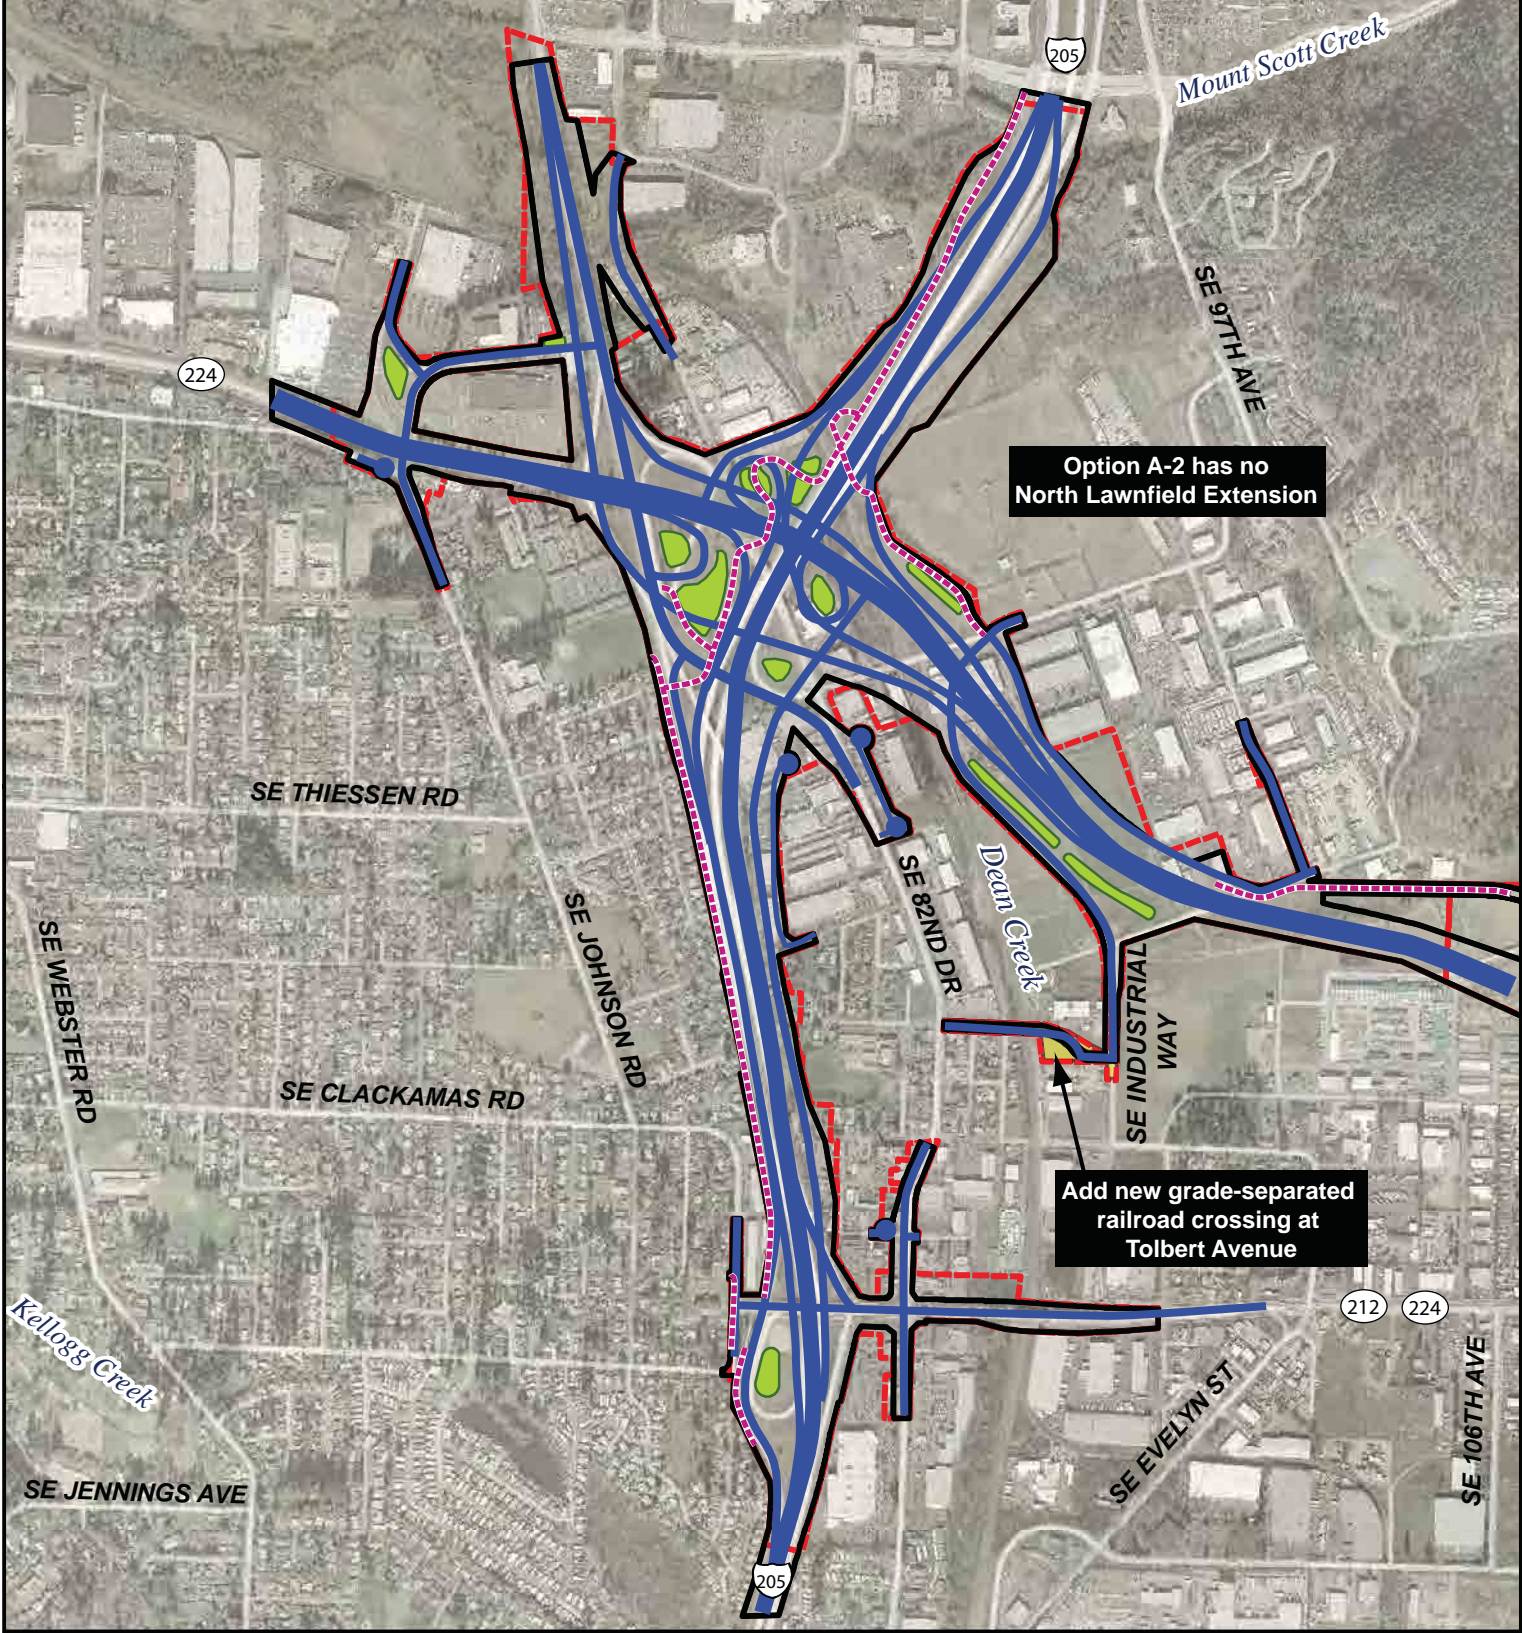 205
Mount Scott Creek
SE 97TH AVE
224
Option A-2 has no
North Lawnfield Extension
SE THIESSEN RD
SE 82ND DR
Dean Creek
SE JOHNSON RD
SE WEBSTER RD
SE INDUSTRIAL
WAY
SE CLACKAMAS RD
Add new grade-separated
railroad crossing at
Tolbert Avenue
212
224
Kellogg Creek
SE EVELYN ST
SE 106TH AVE
SE JENNINGS AVE
205